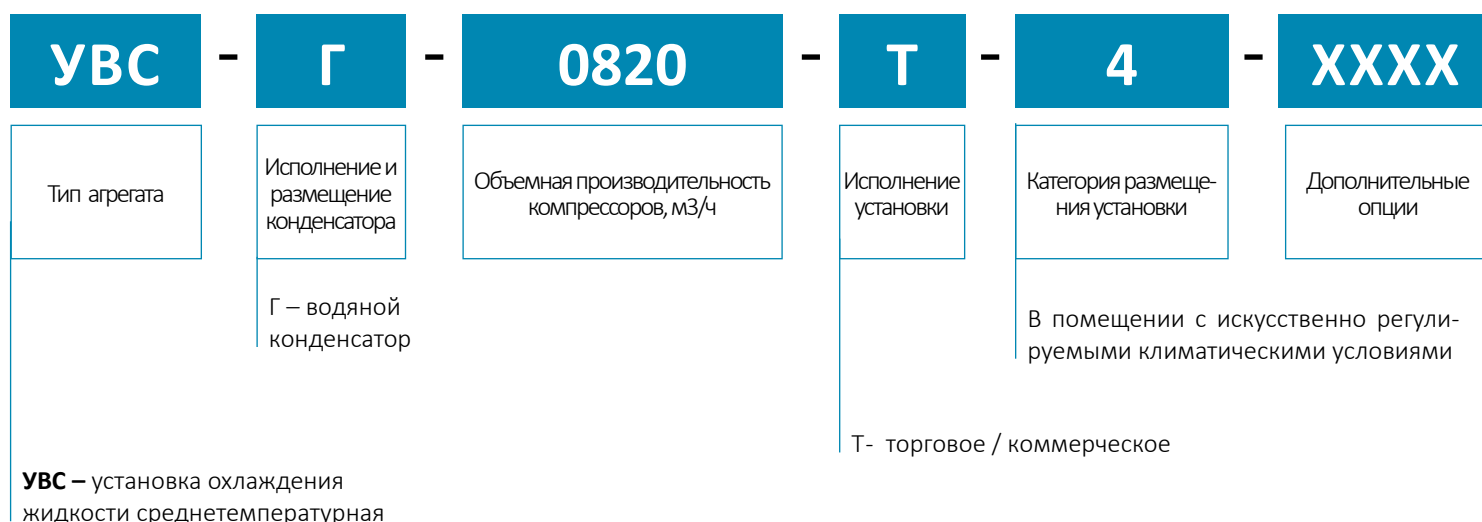 УВС - Г - 0820 - Т - 4 - XXXX
Тип агрегата
Исполнение и
размещение
конденсатора
Объемная производительность
компрессоров, м3/ч
Исполнение
установки
Категория размеще-
ния установки
Дополнительные
опции
Г – водяной
конденсатор
В помещении с искусственно регули-
руемыми климатическими условиями
Т- торговое / коммерческое
УВС – установка охлаждения
жидкости среднетемпературная